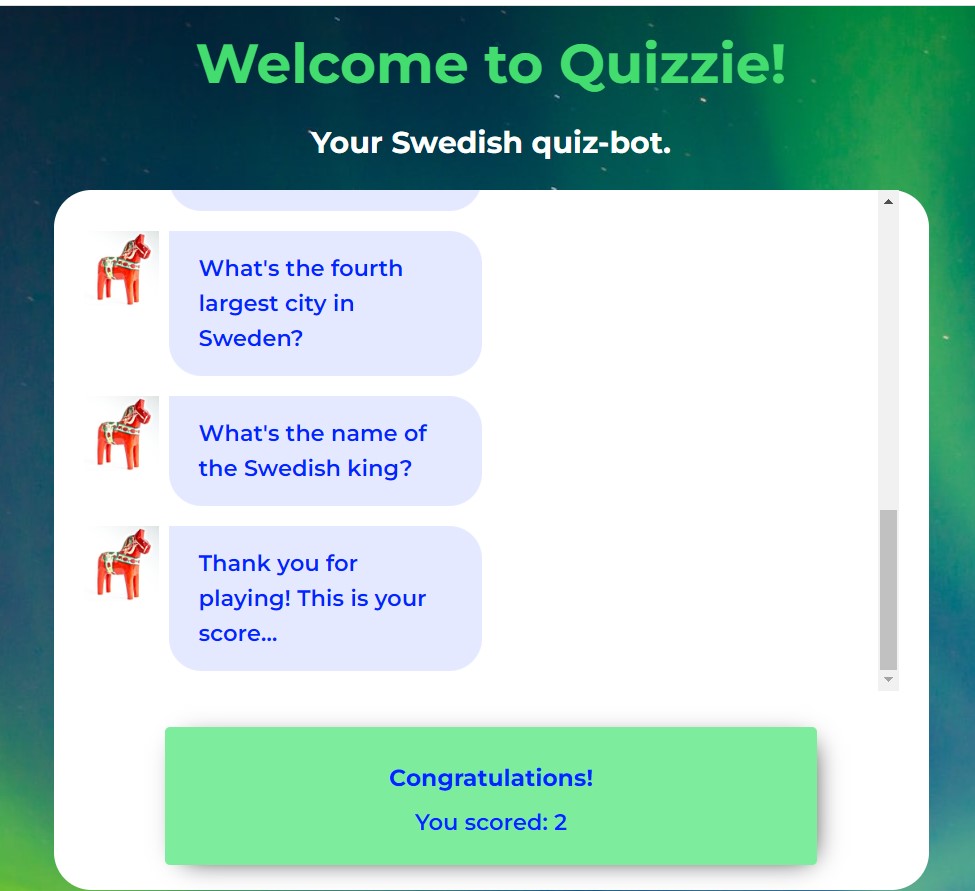 Welcome to Quizzie!
Your Swedish quiz-bot.
What's the fourth
largest city in
Sweden?
What's the name of
the Swedish king?
Thank you for
playing! This is your
score...
Congratulations!
You scored: 2